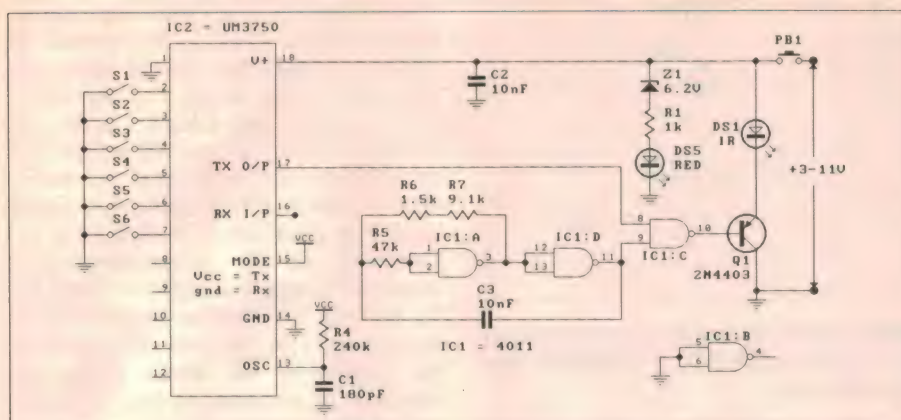 IC2 = UM3750
PB1
1
V+
18
S1
2
C2
10nF
Z1
6.2V
S2
3
R1
1k
DS1
IR
S3
4
DS5
RED
+3-11V
S4
5
TX O/P
17
R6
1.5k
R7
9.1k
S5
6
RX I/P
16
R5
47k
IC1:A
IC1:D
8
9
10
IC1:C
S6
7
VCC
1
2
3
12
13
11
Q1
2N4403
8
MODE
15
Vcc = Tx
gnd = Rx
9
C3
10nF
VCC
10
GND
14
R4
240k
IC1 = 4011
IC1:B
5
6
4
11
OSC
13
12
C1
180pF